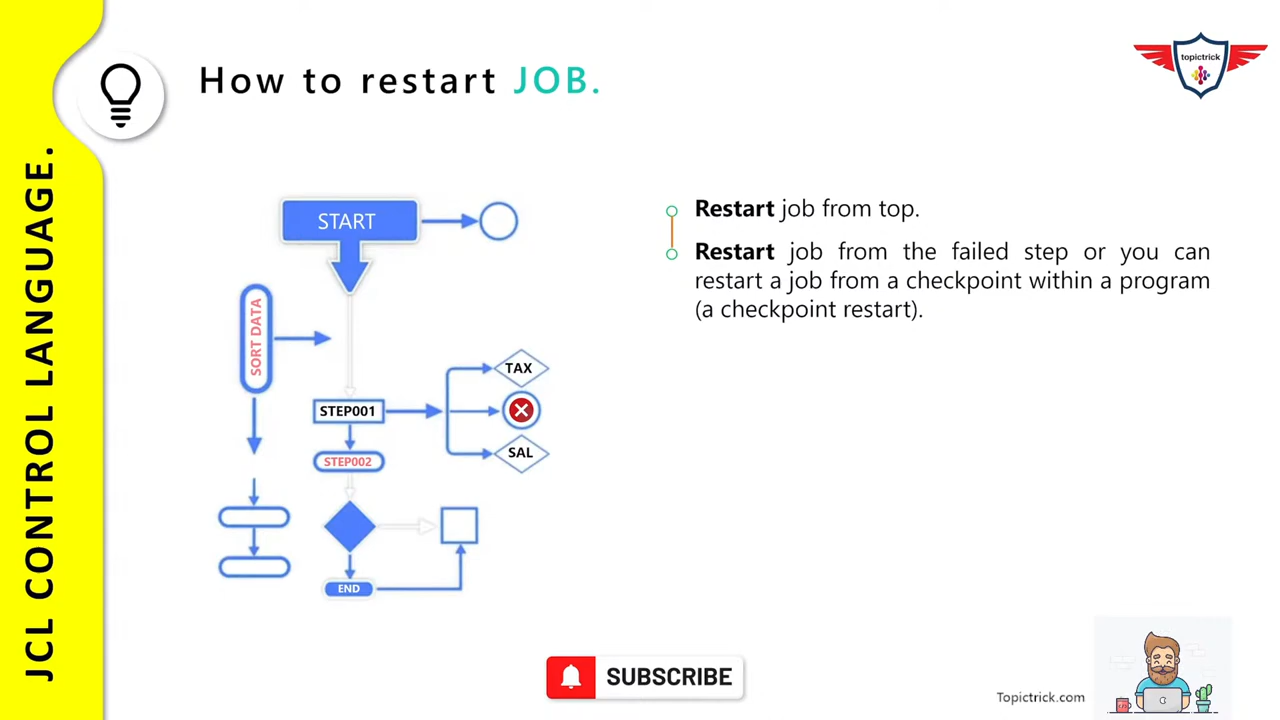 JCL CONTROL LANGUAGE.
How to restart JOB.
topictrick
START
SORT DATA
STEP001
TAX
SAL
STEP002
END
Restart job from top.
Restart job from the failed step or you can
restart a job from a checkpoint within a program
(a checkpoint restart).
SUBSCRIBE
Topictrick.com